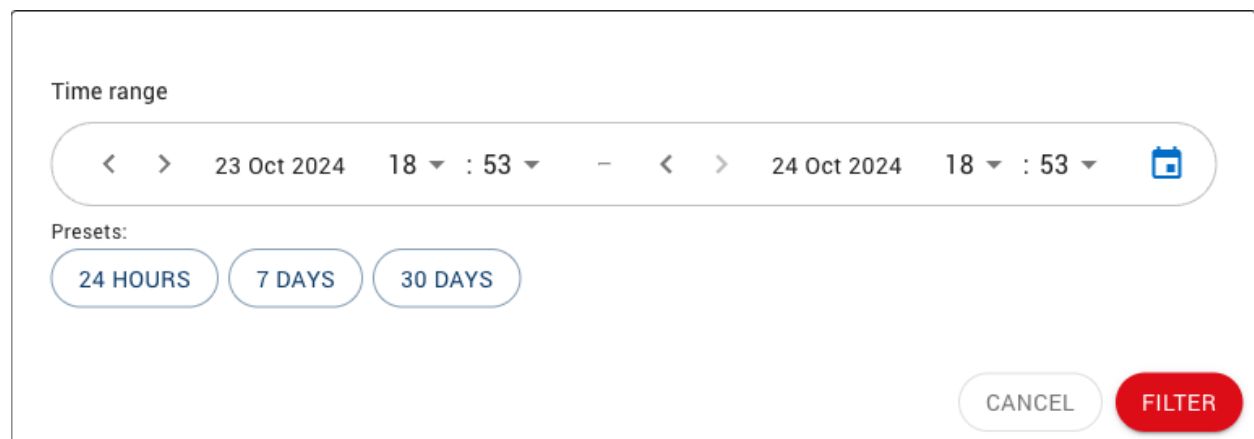 Time range
23 Oct 2024 18 : 53 – 24 Oct 2024 18 : 53
Presets:
24 HOURS 7 DAYS 30 DAYS
CANCEL FILTER